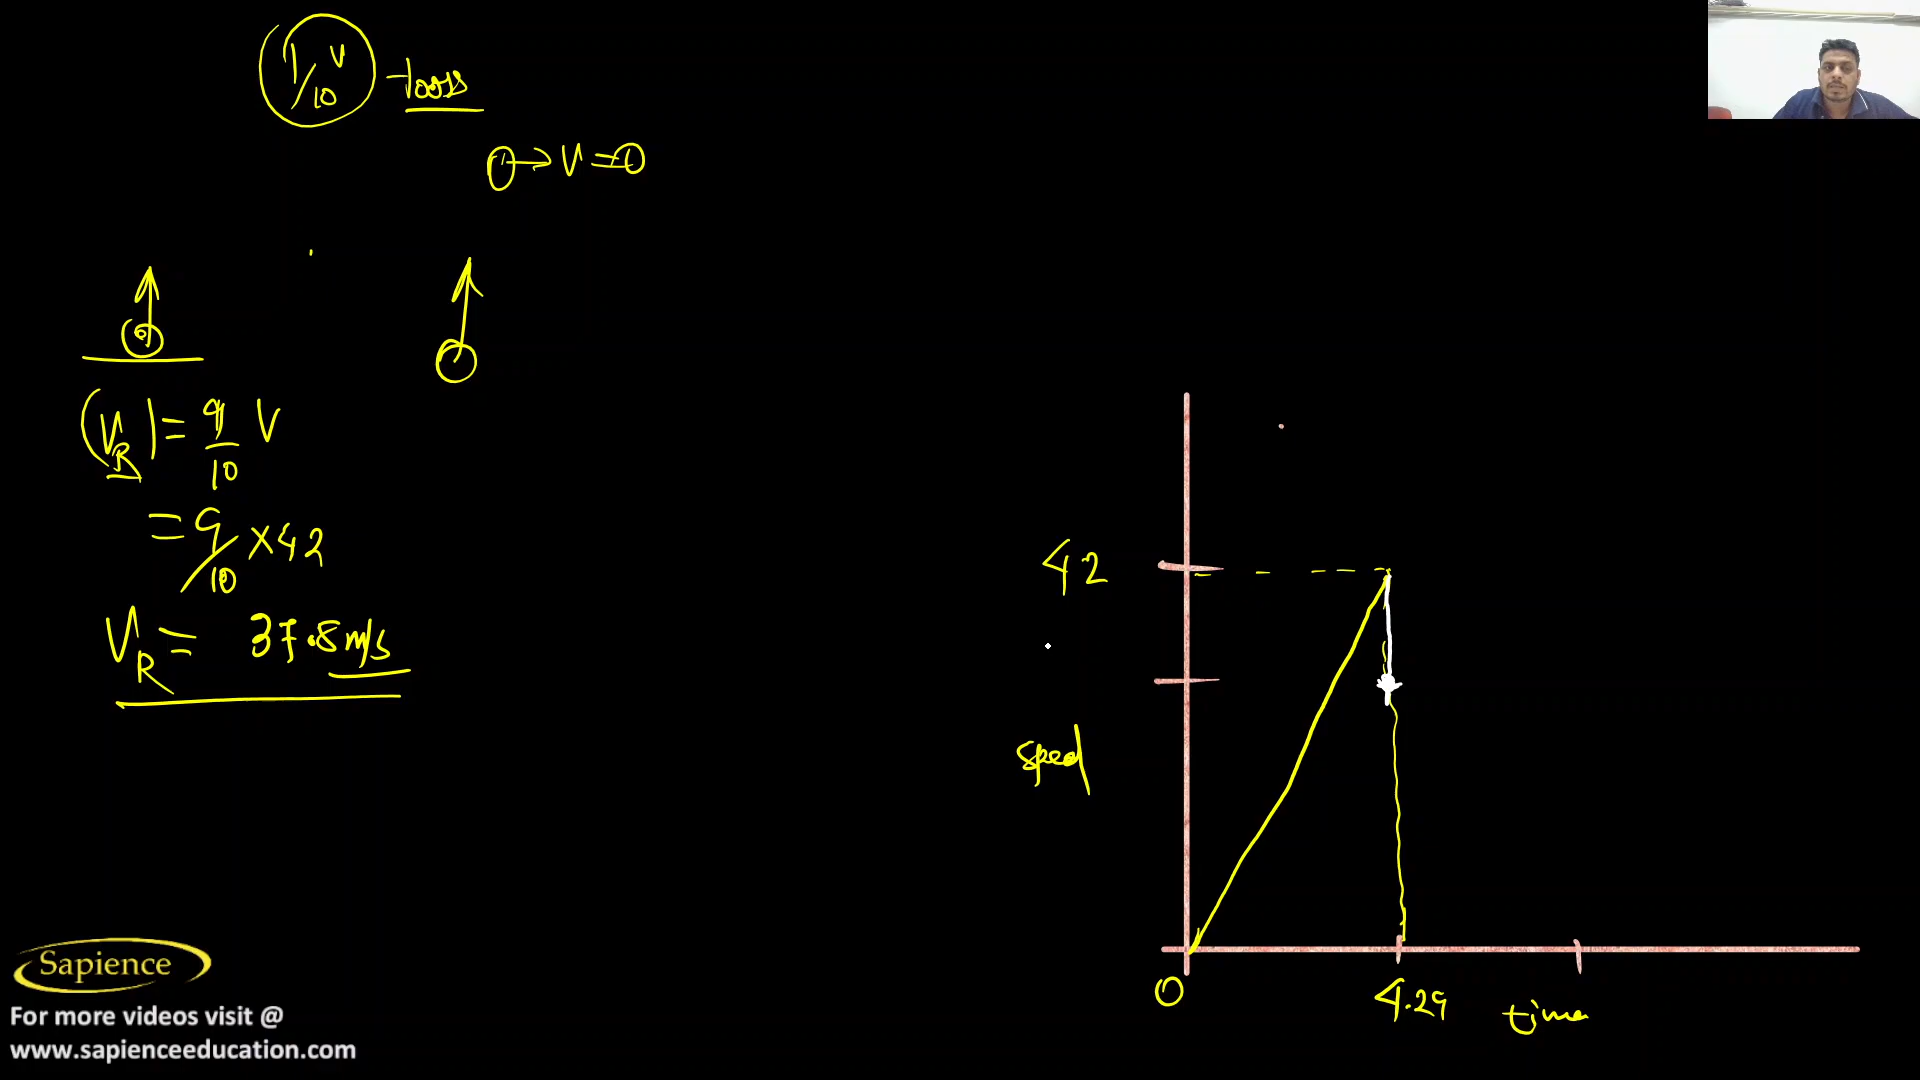 1/10 V loss
→ V = 0
(V_R) = 9/10 V
= 9/10 × 42
V_R = 37.8 m/s
42
speed
0
4.29
time
Sapience
For more videos visit @
www.sapienceeducation.com